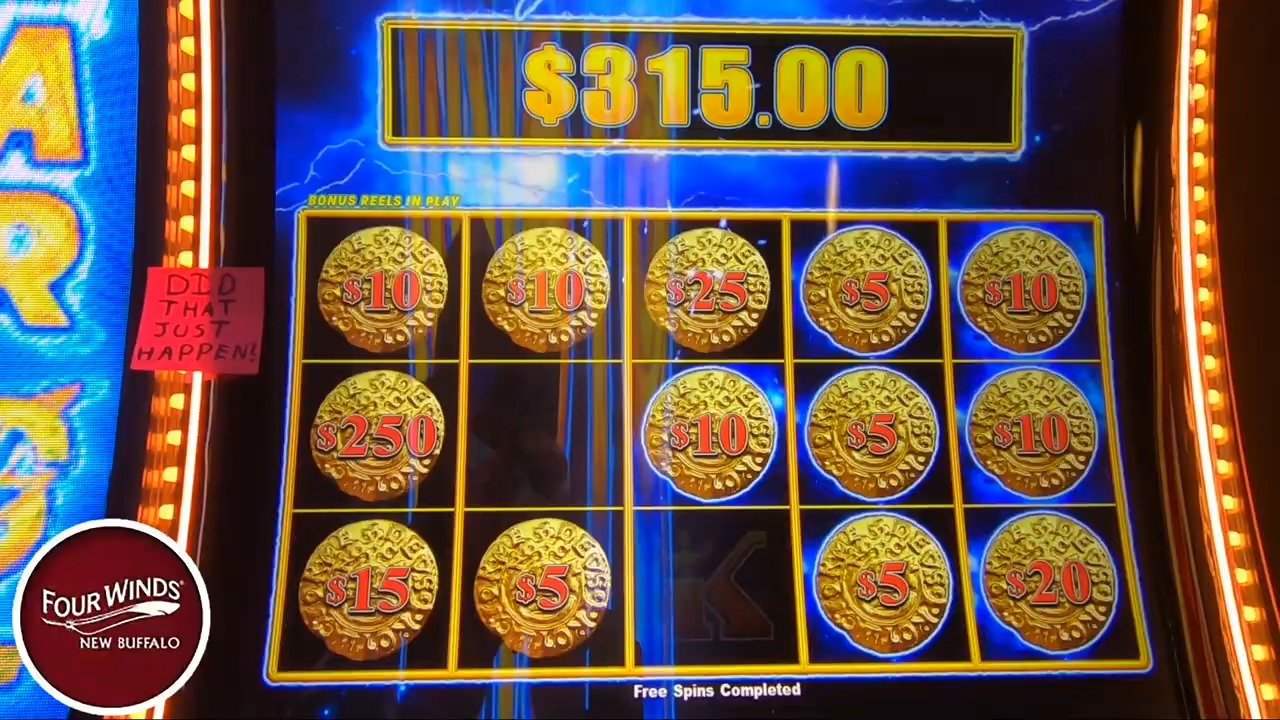 $315.00
BONUS REELS IN PLAY
$10 $10 $25 $5 $10
DID
THAT
JUST
HAPPEN!
$250 $10 $5 $10
$15 $5 $5 $20
FOUR WINDS
NEW BUFFALO
Free Spins Completed